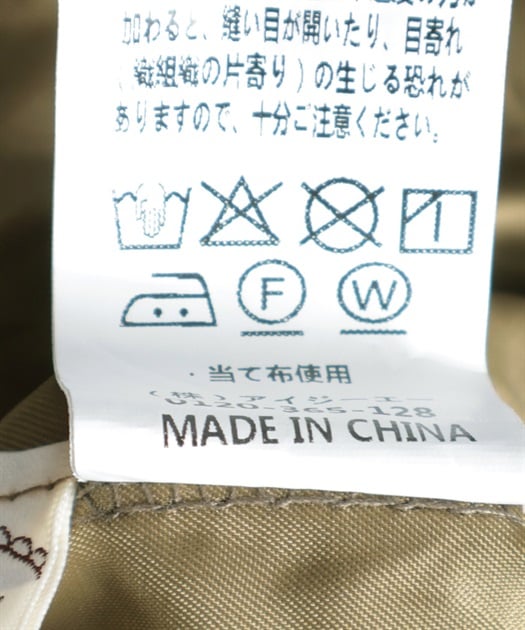 加わると、縫い目が開いたり、目寄れ
(織組織の片寄り)の生じる恐れが
ありますので、十分ご注意ください。
F W
・当て布使用
(株)アイジーエー
0120-365-128
MADE IN CHINA